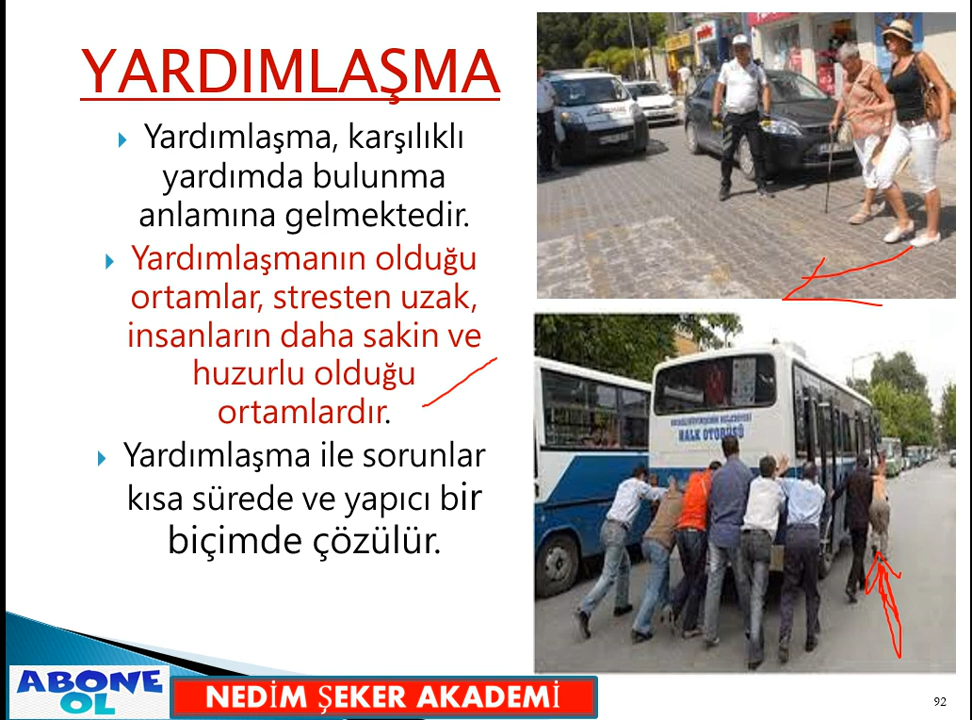 YARDIMLAŞMA
Yardımlaşma, karşılıklı
yardımda bulunma
anlamına gelmektedir.
Yardımlaşmanın olduğu
ortamlar, stresten uzak,
insanların daha sakin ve
huzurlu olduğu
ortamlardır.
Yardımlaşma ile sorunlar
kısa sürede ve yapıcı bir
biçimde çözülür.
HALK OTOBÜSÜ
ABONE
OL
NEDİM ŞEKER AKADEMİ
92